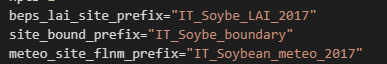 beps_lai_site_prefix="IT_Soybe_LAI_2017"
site_bound_prefix="IT_Soybe_boundary"
meteo_site_flnm_prefix="IT_Soybean_meteo_2017"